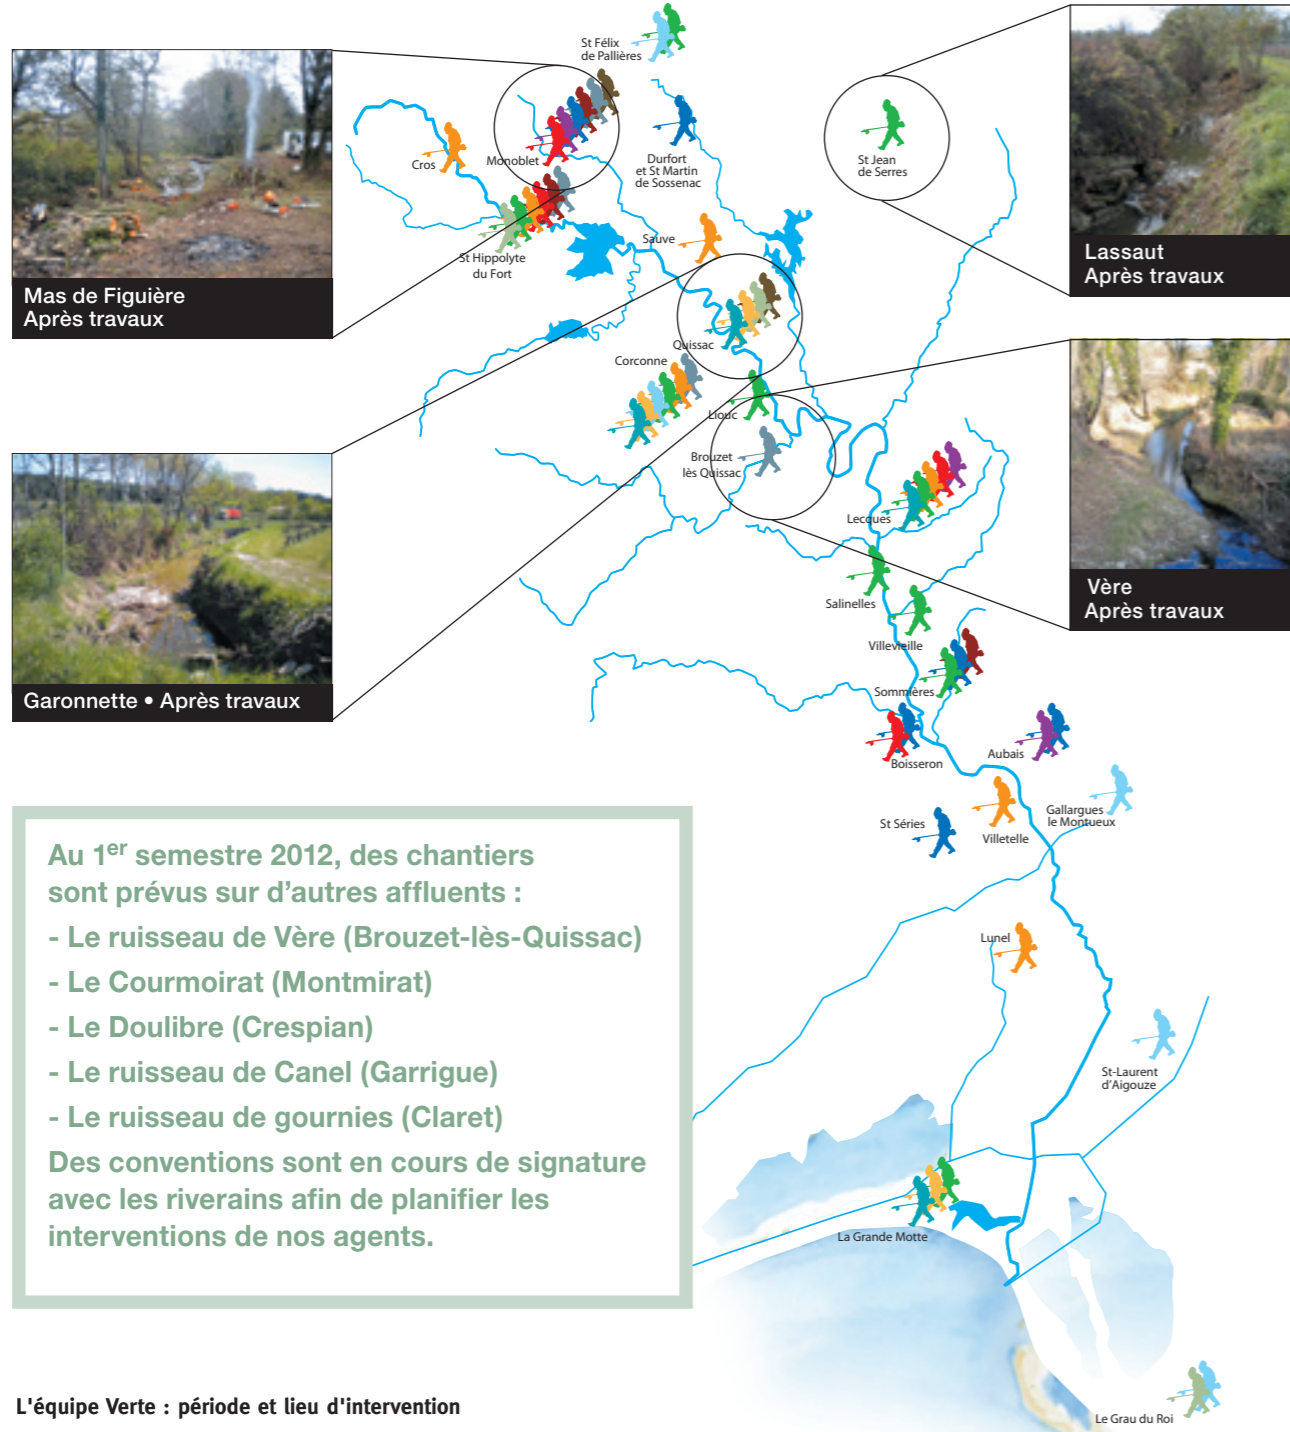 St Félix
de Pallières
Cros
Monoblet
Durfort
et St Martin
de Sossenac
St Jean
de Serres
Lassaut
Après travaux
Mas de Figuière
Après travaux
St Hippolyte
du Fort
Sauve
Quissac
Corconne
Liouc
Brouzet
lès Quissac
Vère
Après travaux
Garonnette • Après travaux
Lecques
Salinelles
Villevieille
Sommières
Boisseron
Aubais
St Séries
Villetelle
Gallargues
le Montueux
Au 1er semestre 2012, des chantiers
sont prévus sur d'autres affluents :
- Le ruisseau de Vère (Brouzet-lès-Quissac)
- Le Courmoirat (Montmirat)
- Le Doulibre (Crespian)
- Le ruisseau de Canel (Garrigue)
- Le ruisseau de gournies (Claret)
Des conventions sont en cours de signature
avec les riverains afin de planifier les
interventions de nos agents.
Lunel
St-Laurent
d'Aigouze
La Grande Motte
Le Grau du Roi
L'équipe Verte : période et lieu d'intervention